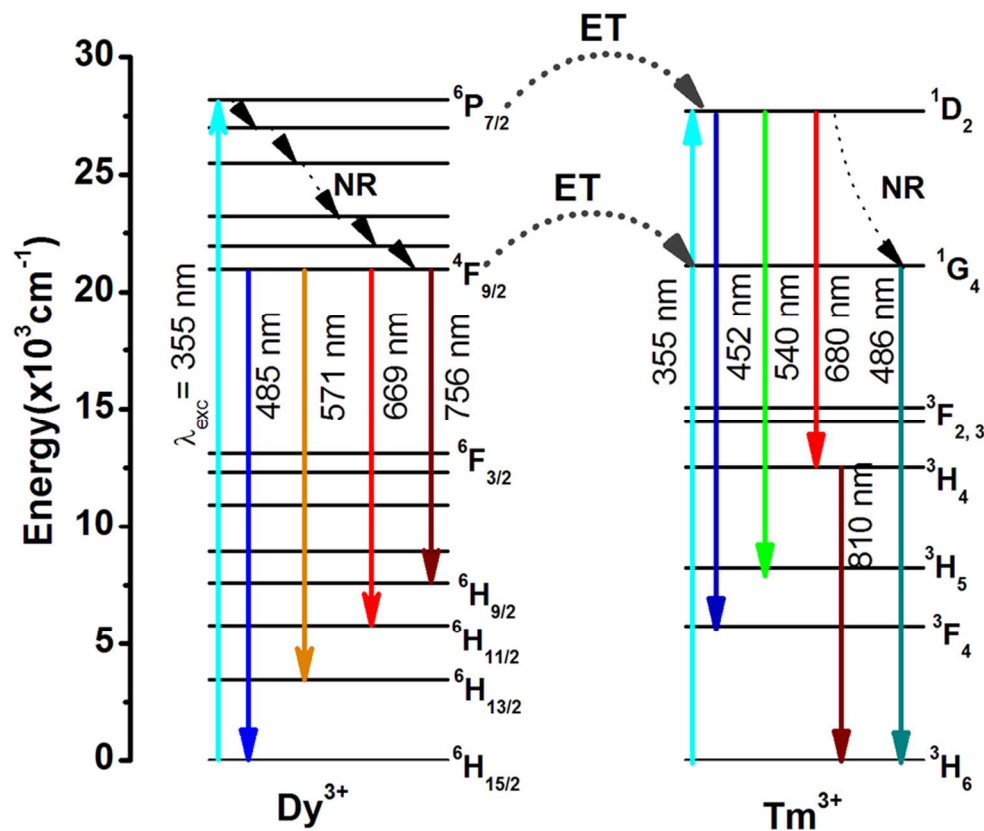 ET
30
25
20
15
10
5
0
Energy(x10³cm⁻¹)
⁶P₇/₂
NR
⁴F₉/₂
λexc = 355 nm
485 nm
571 nm
669 nm
756 nm
⁶F₃/₂
⁶H₉/₂
⁶H₁₁/₂
⁶H₁₃/₂
⁶H₁₅/₂
Dy³⁺
ET
¹D₂
NR
¹G₄
355 nm
452 nm
540 nm
680 nm
486 nm
³F₂,₃
³H₄
810 nm
³H₅
³F₄
³H₆
Tm³⁺